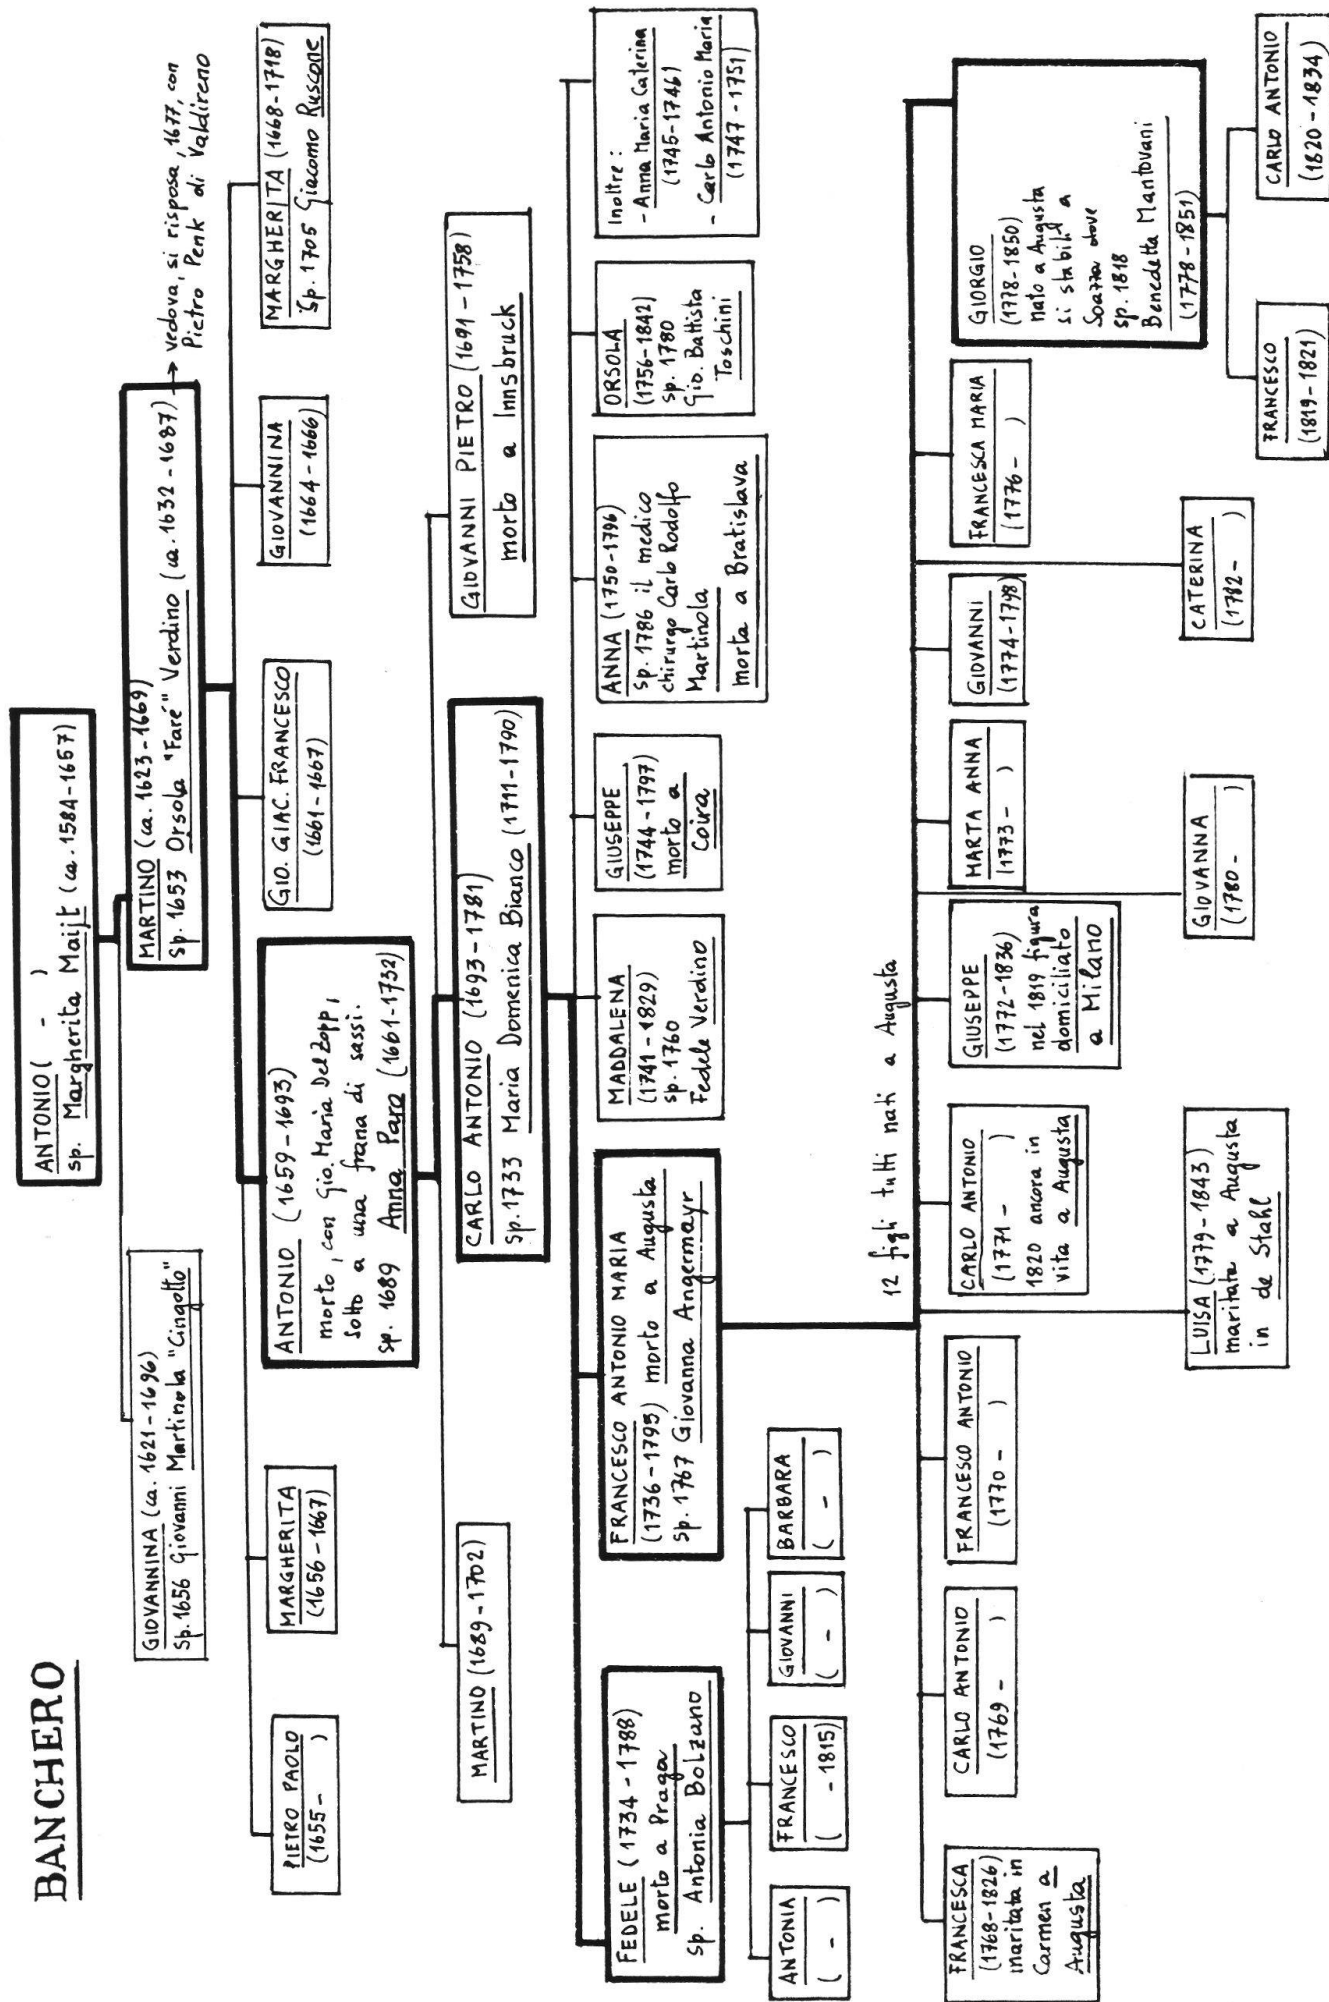 BANCHERO
ANTONIO ( - )
sp. Margherita Maijt (ca. 1584-1657)
GIOVANNINA (ca. 1621-1696)
Sp. 1656 Giovanni Martinola "Cingotto"
MARTINO (ca. 1623-1669)
Sp. 1653 Orsola "Farè" Verdino (ca. 1632-1687)
→ vedova, si risposa, 1677, con
Pietro Penk di Valdireno
PIETRO PAOLO
(1655- )
MARGHERITA
(1656-1667)
ANTONIO (1659-1693)
morto, con Gio. Maria Del Zopp,
sotto a una frana di sassi.
sp. 1689 Anna Paro (1661-1732)
GIO. GIAC. FRANCESCO
(1661-1667)
GIOVANNINA
(1664-1666)
MARGHERITA (1668-1718)
Sp. 1705 Giacomo Ruscone
MARTINO (1689-1702)
CARLO ANTONIO (1693-1781)
Sp. 1733 Maria Domenica Bianco (1711-1790)
GIOVANNI PIETRO (1691-1758)
morto a Innsbruck
FEDELE (1734-1788)
morto a Praga
Sp. Antonia Bolzano
FRANCESCO ANTONIO MARIA
(1736-1795) morto a Augusta
Sp. 1767 Giovanna Angermayr
MADDALENA
(1741-1829)
sp. 1760
Fedele Verdino
GIUSEPPE
(1744-1797)
morto a
Coira
ANNA (1750-1796)
sp. 1786 il medico
chirurgo Carlo Rodolfo
Martinola
morta a Bratislava
ORSOLA
(1756-1842)
sp. 1780
Gio. Battista
Toschini
Inoltre:
- Anna Maria Caterina
(1745-1746)
- Carlo Antonio Maria
(1747-1751)
ANTONIA
( - )
FRANCESCO
( - 1815)
GIOVANNI
( - )
BARBARA
( - )
12 figli tutti nati a Augusta
FRANCESCA
(1768-1826)
maritata in
Carmen a
Augusta
CARLO ANTONIO
(1769- )
FRANCESCO ANTONIO
(1770- )
CARLO ANTONIO
(1771- )
1820 ancora in
vita a Augusta
GIUSEPPE
(1772-1836)
nel 1819 figura
domiciliato
a Milano
MARTA ANNA
(1773- )
GIOVANNI
(1774-1798)
FRANCESCA MARIA
(1776- )
GIORGIO
(1778-1850)
nato a Augusta
si stabilì a
Soazza dove
sp. 1818
Benedetta Mantovani
(1778-1851)
LUISA (1779-1843)
maritata a Augusta
in de Stahl
GIOVANNA
(1780- )
CATERINA
(1782- )
FRANCESCO
(1819-1821)
CARLO ANTONIO
(1820-1834)